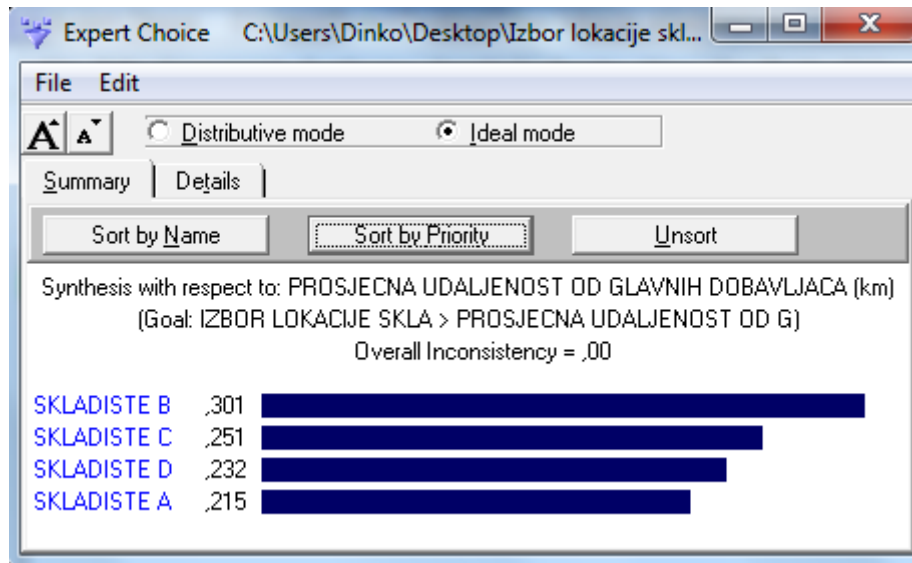 Expert Choice C:\Users\Dinko\Desktop\Izbor lokacije skl...
File Edit
A A Distributive mode Ideal mode
Summary Details
Sort by Name Sort by Priority Unsort
Synthesis with respect to: PROSJECNA UDALJENOST OD GLAVNIH DOBAVLJACA (km)
(Goal: IZBOR LOKACIJE SKLA > PROSJECNA UDALJENOST OD G)
Overall Inconsistency = ,00
SKLADISTE B ,301
SKLADISTE C ,251
SKLADISTE D ,232
SKLADISTE A ,215